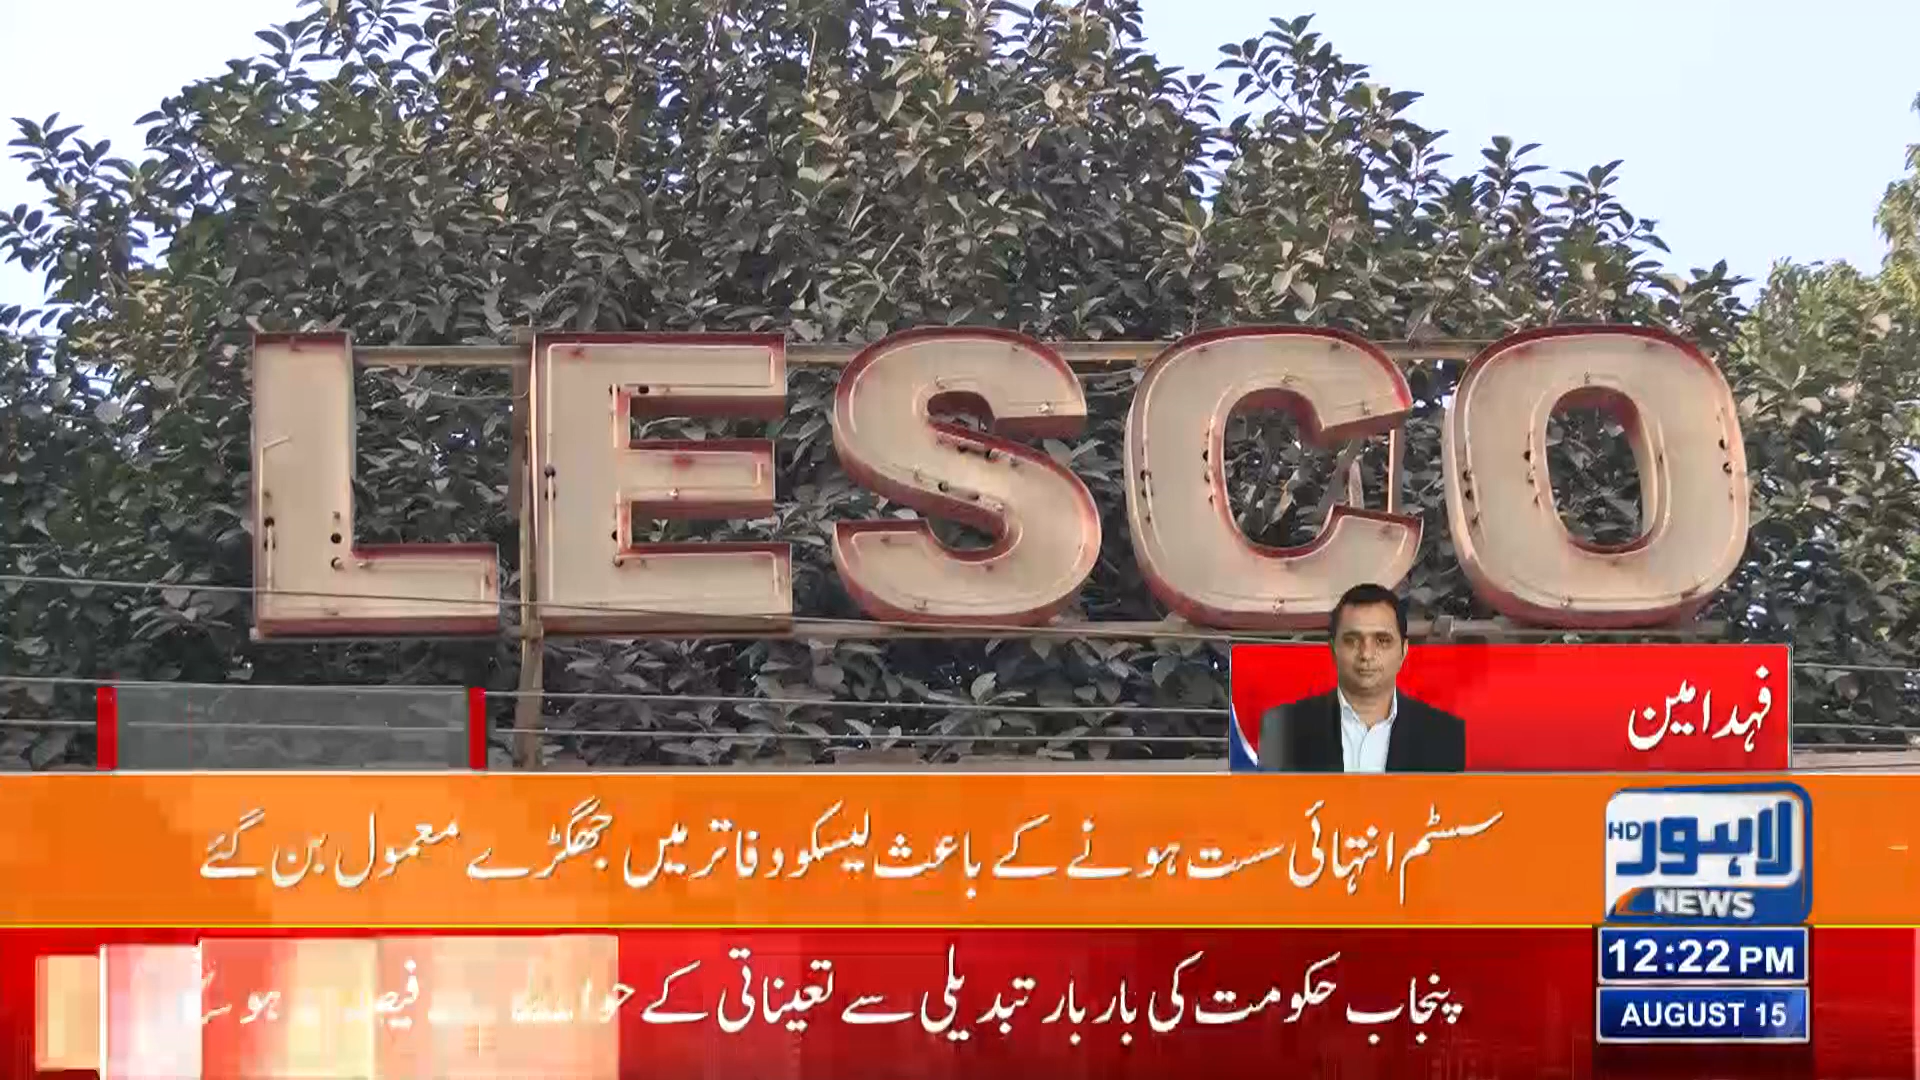 LESCO
فہد امین
سسٹم انتہائی سست ہونے کے باعث لیسکو دفاتر میں جھگڑے معمول بن گئے
لاہور HD
NEWS
پنجاب حکومت کی بار بار تبدیلی سے تعیناتی کے
12:22 PM
AUGUST 15